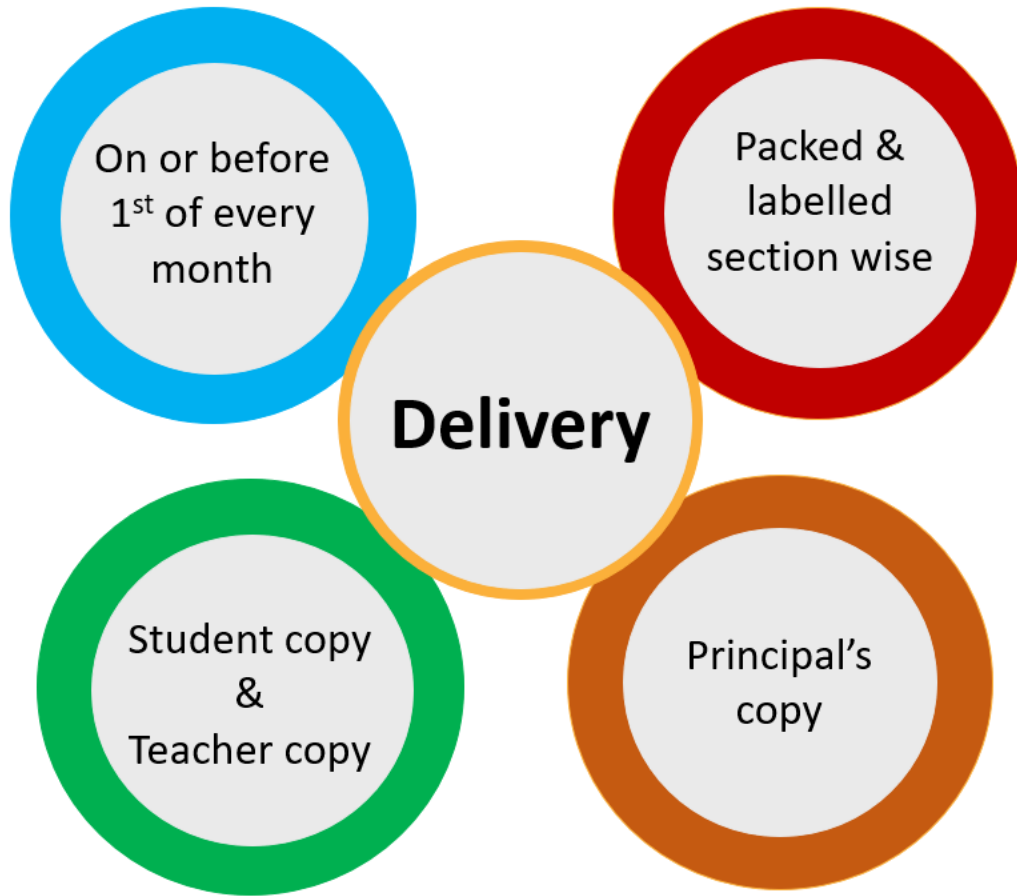 On or before
1st of every
month
Packed &
labelled
section wise
Delivery
Student copy
&
Teacher copy
Principal’s
copy